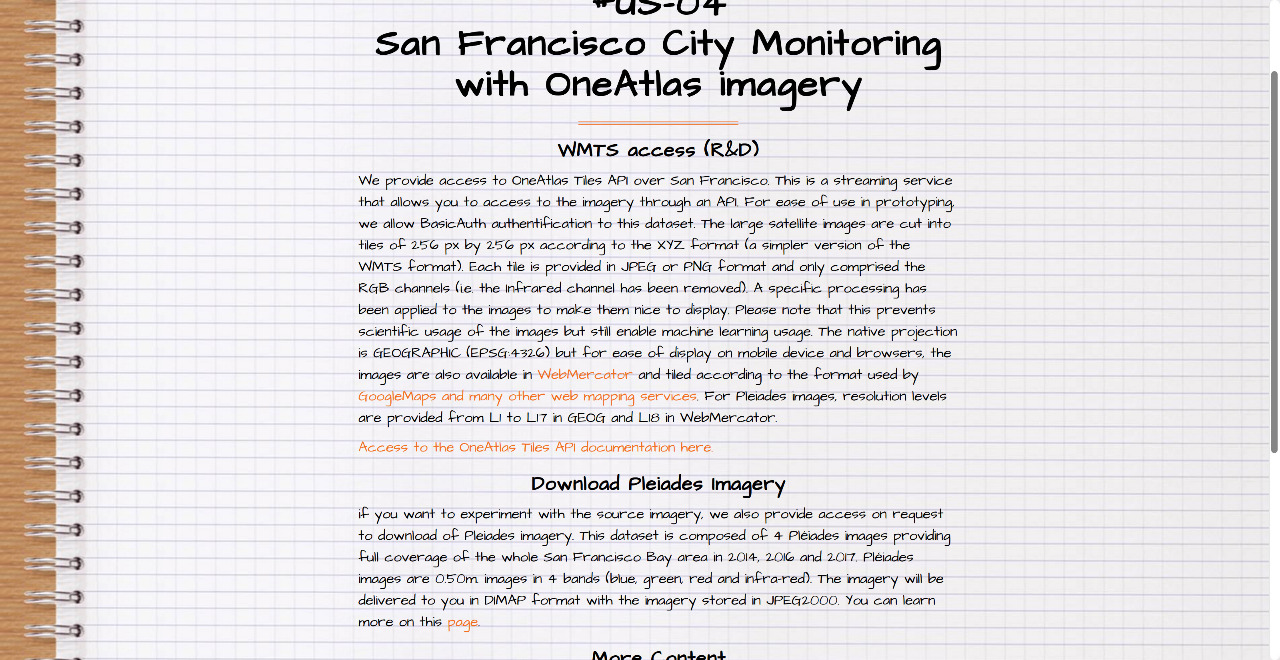 #dS-04
San Francisco City Monitoring
with OneAtlas imagery
WMTS access (R&D)
We provide access to OneAtlas Tiles API over San Francisco. This is a streaming service
that allows you to access to the imagery through an API. For ease of use in prototyping,
we allow BasicAuth authentification to this dataset. The large satellite images are cut into
tiles of 256 px by 256 px according to the XYZ format (a simpler version of the
WMTS format). Each tile is provided in JPEG or PNG format and only comprised the
RGB channels (i.e. the Infrared channel has been removed). A specific processing has
been applied to the images to make them nice to display. Please note that this prevents
scientific usage of the images but still enable machine learning usage. The native projection
is GEOGRAPHIC (EPSG:4326) but for ease of display on mobile device and browsers, the
images are also available in WebMercator and tiled according to the format used by
GoogleMaps and many other web mapping services. For Pleiades images, resolution levels
are provided from L1 to L17 in GEOG and L18 in WebMercator.
Access to the OneAtlas Tiles API documentation here.
Download Pleiades Imagery
if you want to experiment with the source imagery, we also provide access on request
to download of Pleiades imagery. This dataset is composed of 4 Pléiades images providing
full coverage of the whole San Francisco Bay area in 2014, 2016 and 2017. Pléiades
images are 0.50m. images in 4 bands (blue, green, red and infra-red). The imagery will be
delivered to you in DIMAP format with the imagery stored in JPEG2000. You can learn
more on this page.
More Content